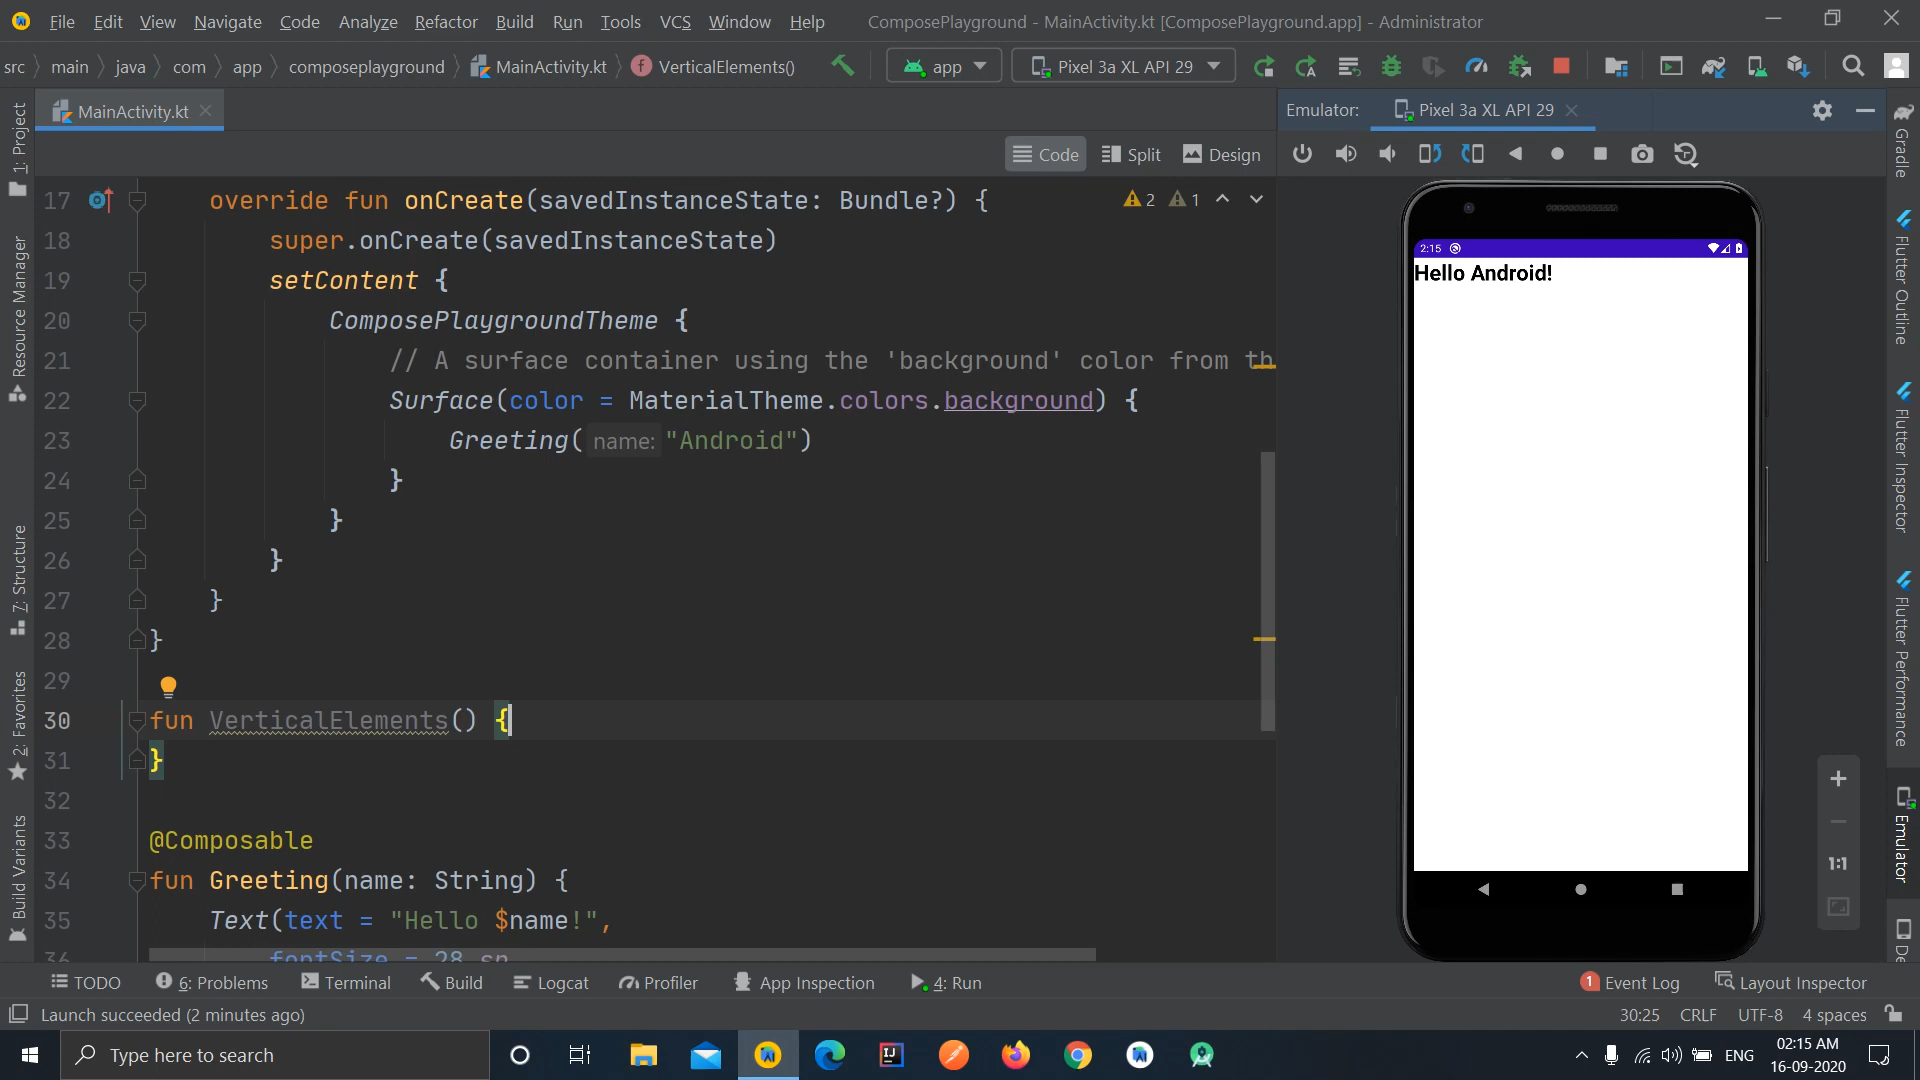 File Edit View Navigate Code Analyze Refactor Build Run Tools VCS Window Help ComposePlayground - MainActivity.kt [ComposePlayground.app] - Administrator
src main java com app composeplayground MainActivity.kt VerticalElements() app Pixel 3a XL API 29
MainActivity.kt
Emulator: Pixel 3a XL API 29
Code Split Design
17 override fun onCreate(savedInstanceState: Bundle?) {
2 1
18 super.onCreate(savedInstanceState)
19 setContent {
20 ComposePlaygroundTheme {
21 // A surface container using the 'background' color from th
22 Surface(color = MaterialTheme.colors.background) {
23 Greeting( name: "Android")
24 }
25 }
26 }
27 }
28 }
29
30 fun VerticalElements() {
31 }
32
33 @Composable
34 fun Greeting(name: String) {
35 Text(text = "Hello $name!",
36 fontSize = 28.sp
1: Project
Resource Manager
7: Structure
2: Favorites
Build Variants
2:15
Hello Android!
1:1
Gradle
Flutter Outline
Flutter Inspector
Flutter Performance
Emulator
De
TODO 6: Problems Terminal Build Logcat Profiler App Inspection 4: Run 1 Event Log Layout Inspector
Launch succeeded (2 minutes ago) 30:25 CRLF UTF-8 4 spaces
Type here to search
ENG
02:15 AM
16-09-2020